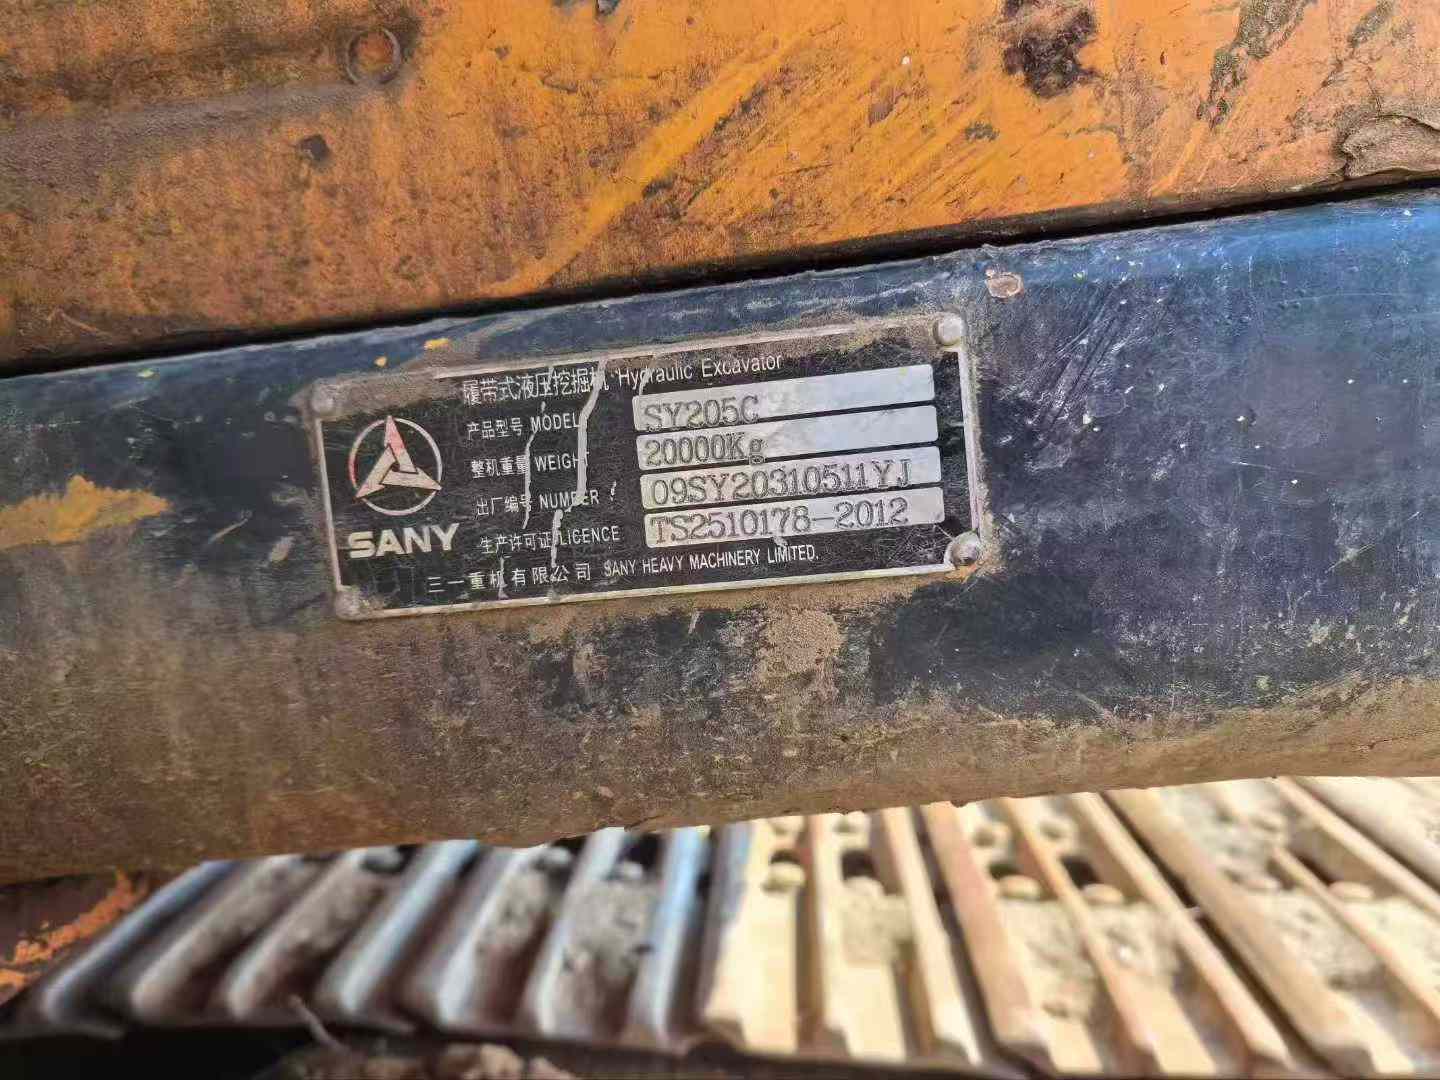 履带式液压挖掘机 Hydraulic Excavator
产品型号 MODEL SY205C
整机重量 WEIGHT 20000Kg
出厂编号 NUMBER 09SY20310511YJ
生产许可证 LICENCE TS2510178-2012
SANY
三一重机有限公司 SANY HEAVY MACHINERY LIMITED.